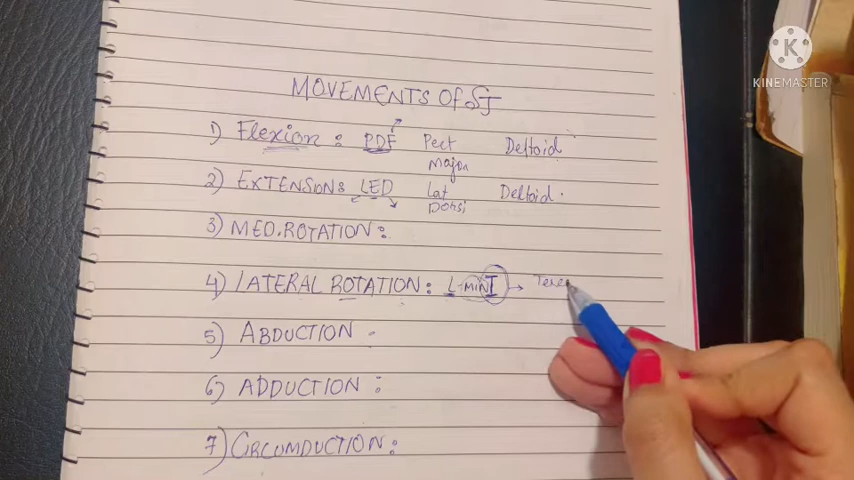 MOVEMENTS OF SJ
1) Flexion : PDF Pect Deltoid
Major
2) EXTENSION: LED Lat Deltoid.
Dorsi
3) MED. ROTATION:
4) LATERAL ROTATION: L-MINI → Teres
5) ABDUCTION -
6) ADDUCTION :
7) CIRCUMDUCTION:
K
KINEMASTER